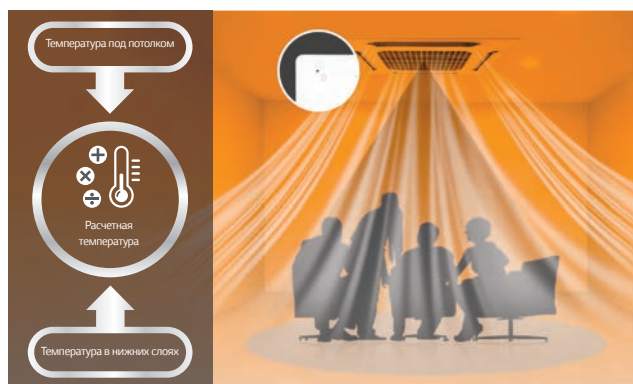 Температура под потолком
Расчетная
температура
Температура в нижних слоях